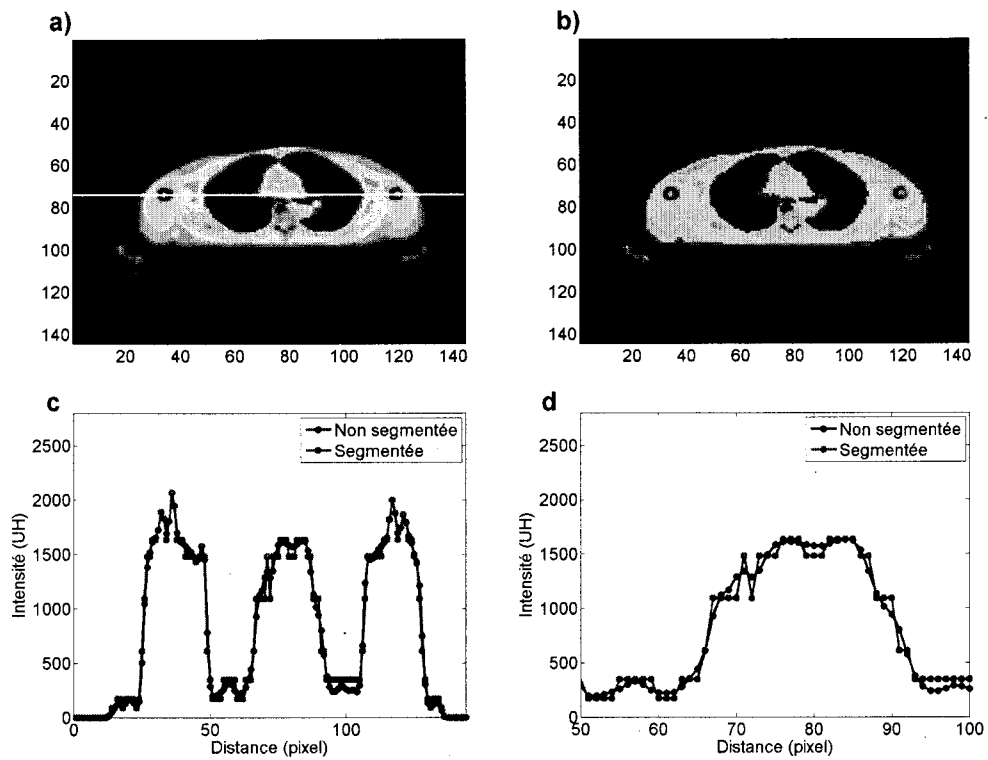 a)
20
40
60
80
100
120
140
20 40 60 80 100 120 140
b)
20
40
60
80
100
120
140
20 40 60 80 100 120 140
c
Non segmentée
Segmentée
2500
2000
1500
1000
500
0
Intensité (UH)
0 50 100
Distance (pixel)
d
Non segmentée
Segmentée
2500
2000
1500
1000
500
0
Intensité (UH)
50 60 70 80 90 100
Distance (pixel)